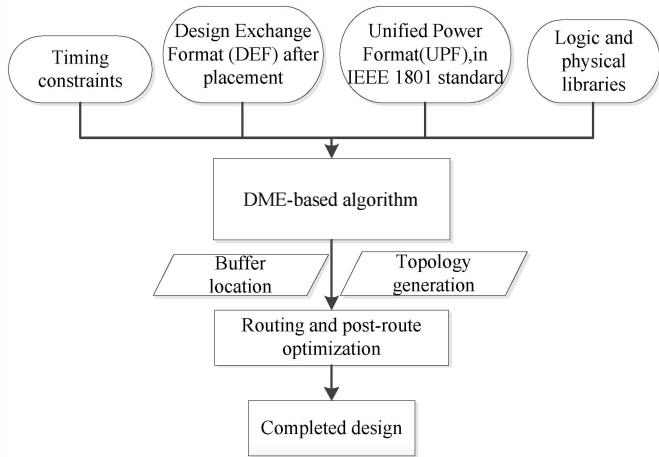 Timing
constraints
Design Exchange
Format (DEF) after
placement
Unified Power
Format(UPF),in
IEEE 1801 standard
Logic and
physical
libraries
DME-based algorithm
Buffer
location
Topology
generation
Routing and post-route
optimization
Completed design